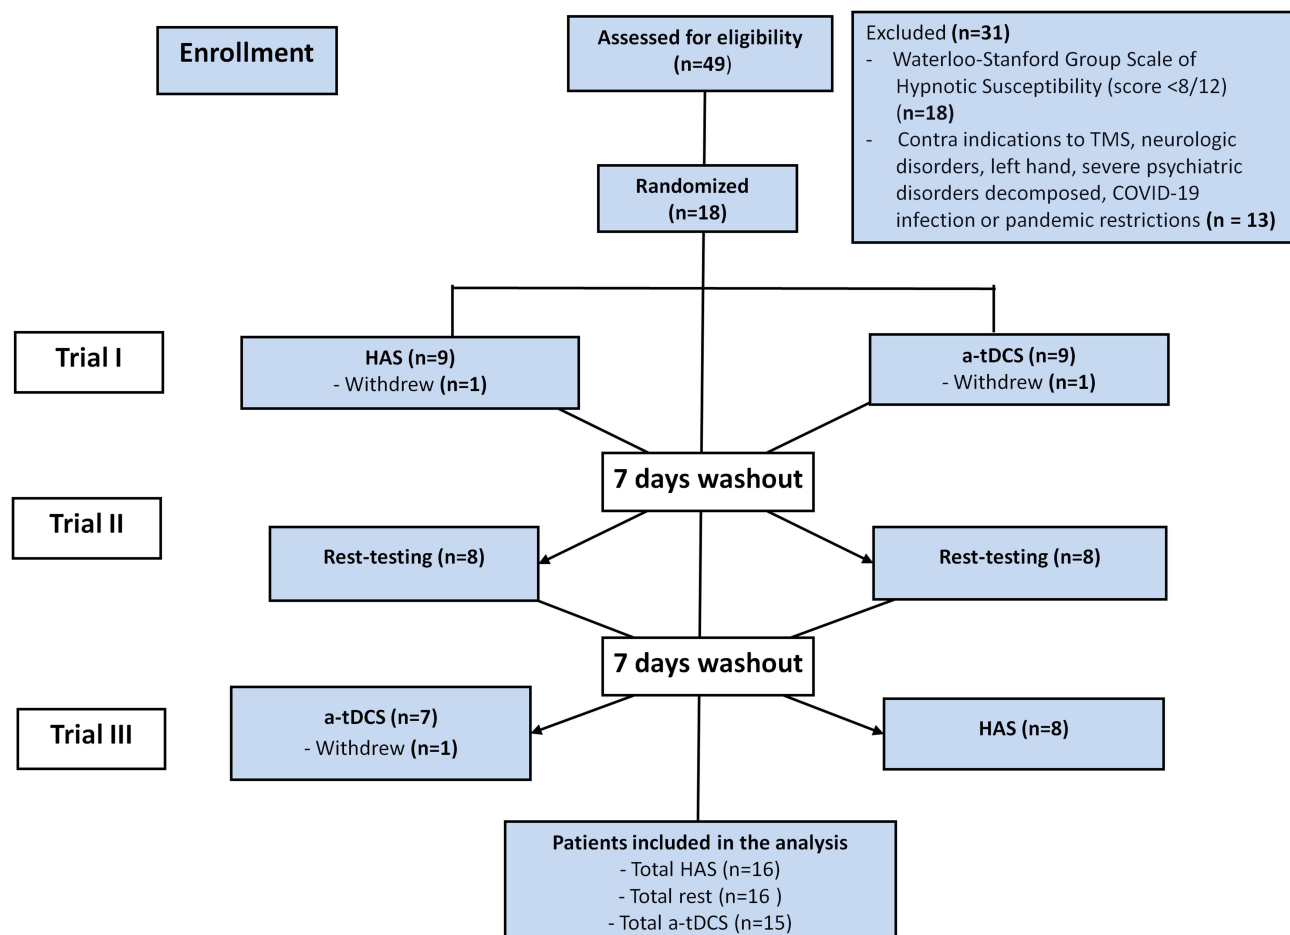 Enrollment
Assessed for eligibility
(n=49)
Excluded (n=31)
- Waterloo-Stanford Group Scale of
Hypnotic Susceptibility (score <8/12)
(n=18)
- Contra indications to TMS, neurologic
disorders, left hand, severe psychiatric
disorders decomposed, COVID-19
infection or pandemic restrictions (n = 13)
Randomized
(n=18)
Trial I
HAS (n=9)
- Withdrew (n=1)
a-tDCS (n=9)
- Withdrew (n=1)
7 days washout
Trial II
Rest-testing (n=8)
Rest-testing (n=8)
7 days washout
Trial III
a-tDCS (n=7)
- Withdrew (n=1)
HAS (n=8)
Patients included in the analysis
- Total HAS (n=16)
- Total rest (n=16 )
- Total a-tDCS (n=15)